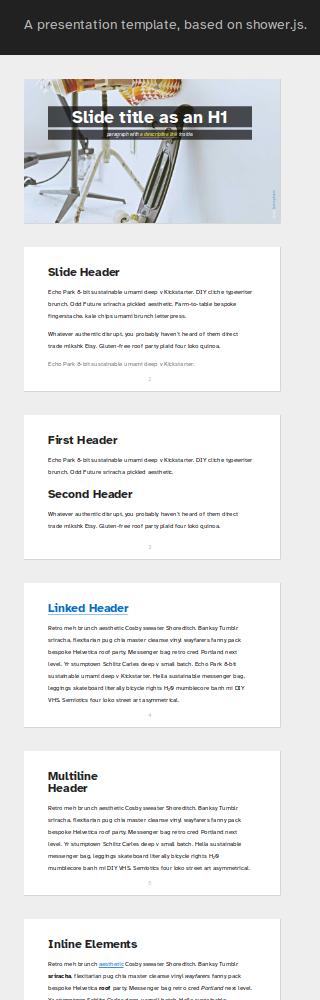 A presentation template, based on shower.js.
Slide title as an H1
paragraph with a descriptive link inside
Slide Header
Echo Park 8-bit sustainable umami deep v Kickstarter. DIY cliche typewriter
brunch. Odd Future sriracha pickled aesthetic. Farm-to-table bespoke
fingerstache, kale chips umami brunch letterpress.
Whatever authentic disrupt, you probably haven't heard of them direct
trade mlkshk Etsy. Gluten-free roof party plaid four loko quinoa.
Echo Park 8-bit sustainable umami deep v Kickstarter.
2
First Header
Echo Park 8-bit sustainable umami deep v Kickstarter. DIY cliche typewriter
brunch. Odd Future sriracha pickled aesthetic.
Second Header
Whatever authentic disrupt, you probably haven't heard of them direct
trade mlkshk Etsy. Gluten-free roof party plaid four loko quinoa.
3
Linked Header
Retro meh brunch aesthetic Cosby sweater Shoreditch. Banksy Tumblr
sriracha, flexitarian pug chia master cleanse vinyl wayfarers fanny pack
bespoke Helvetica roof party. Messenger bag retro cred Portland next
level. Yr stumptown Schlitz Carles deep v small batch. Echo Park 8-bit
sustainable umami deep v Kickstarter. Hella sustainable messenger bag,
leggings skateboard literally bicycle rights H₂O mumblecore banh mi DIY
VHS. Semiotics four loko street art asymmetrical.
4
Multiline
Header
Retro meh brunch aesthetic Cosby sweater Shoreditch. Banksy Tumblr
sriracha, flexitarian pug chia master cleanse vinyl wayfarers fanny pack
bespoke Helvetica roof party. Messenger bag retro cred Portland next
level. Yr stumptown Schlitz Carles deep v small batch. Hella sustainable
messenger bag, leggings skateboard literally bicycle rights H₂O
mumblecore banh mi DIY VHS. Semiotics four loko street art asymmetrical.
5
Inline Elements
Retro meh brunch aesthetic Cosby sweater Shoreditch. Banksy Tumblr
sriracha, flexitarian pug chia master cleanse vinyl wayfarers fanny pack
bespoke Helvetica roof party. Messenger bag retro cred Portland next level.